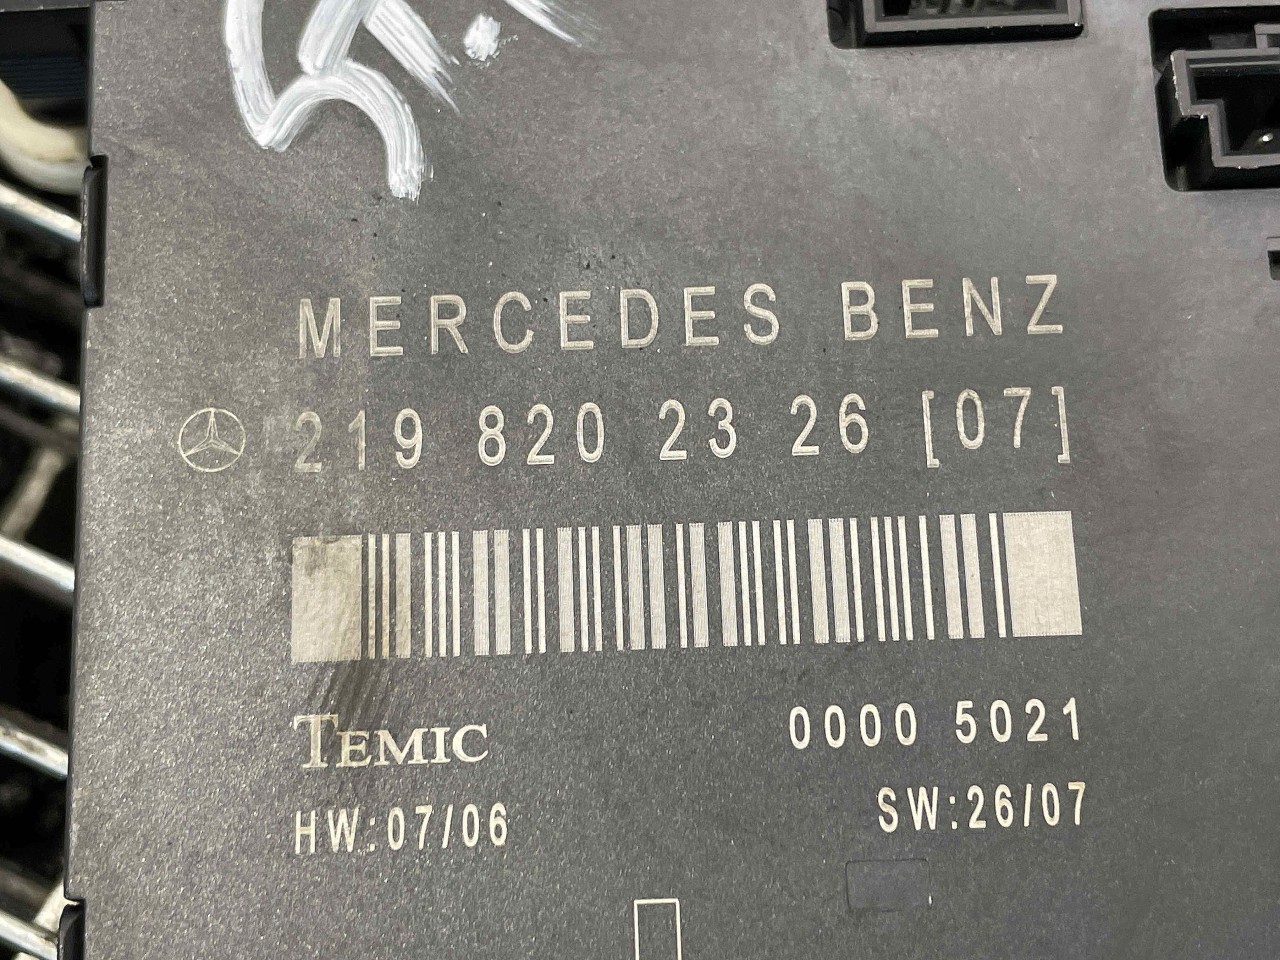 MERCEDES BENZ
219 820 23 26 [07]
TEMIC
0000 5021
HW:07/06
SW:26/07